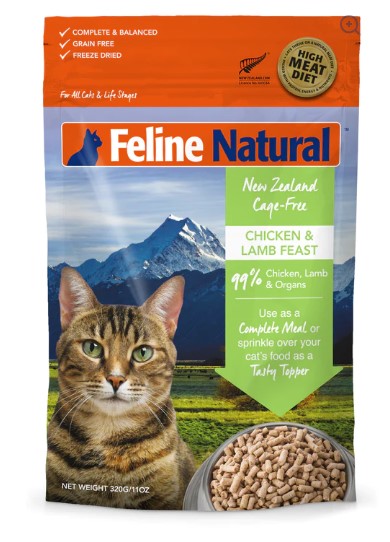 COMPLETE & BALANCED
GRAIN FREE
FREEZE DRIED
For All Cats & Life Stages
HIGH
MEAT
DIET
Feline Natural
New Zealand
Cage-Free
CHICKEN &
LAMB FEAST
99% Chicken, Lamb
& Organs
Use as a
Complete Meal or
sprinkle over your
cat's food as a
Tasty Topper
NET WEIGHT 320G/11OZ